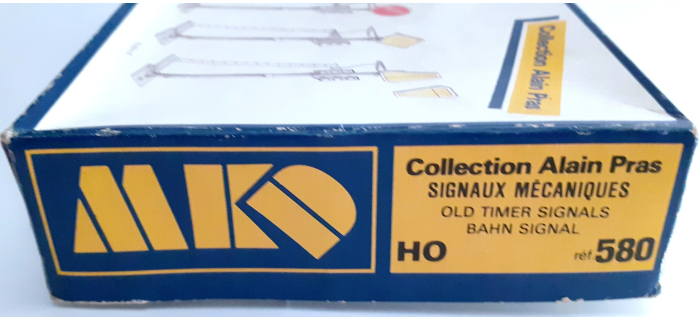 Collection Alain Pras
MKD
Collection Alain Pras
SIGNAUX MÉCANIQUES
OLD TIMER SIGNALS
BAHN SIGNAL
HO
réf. 580